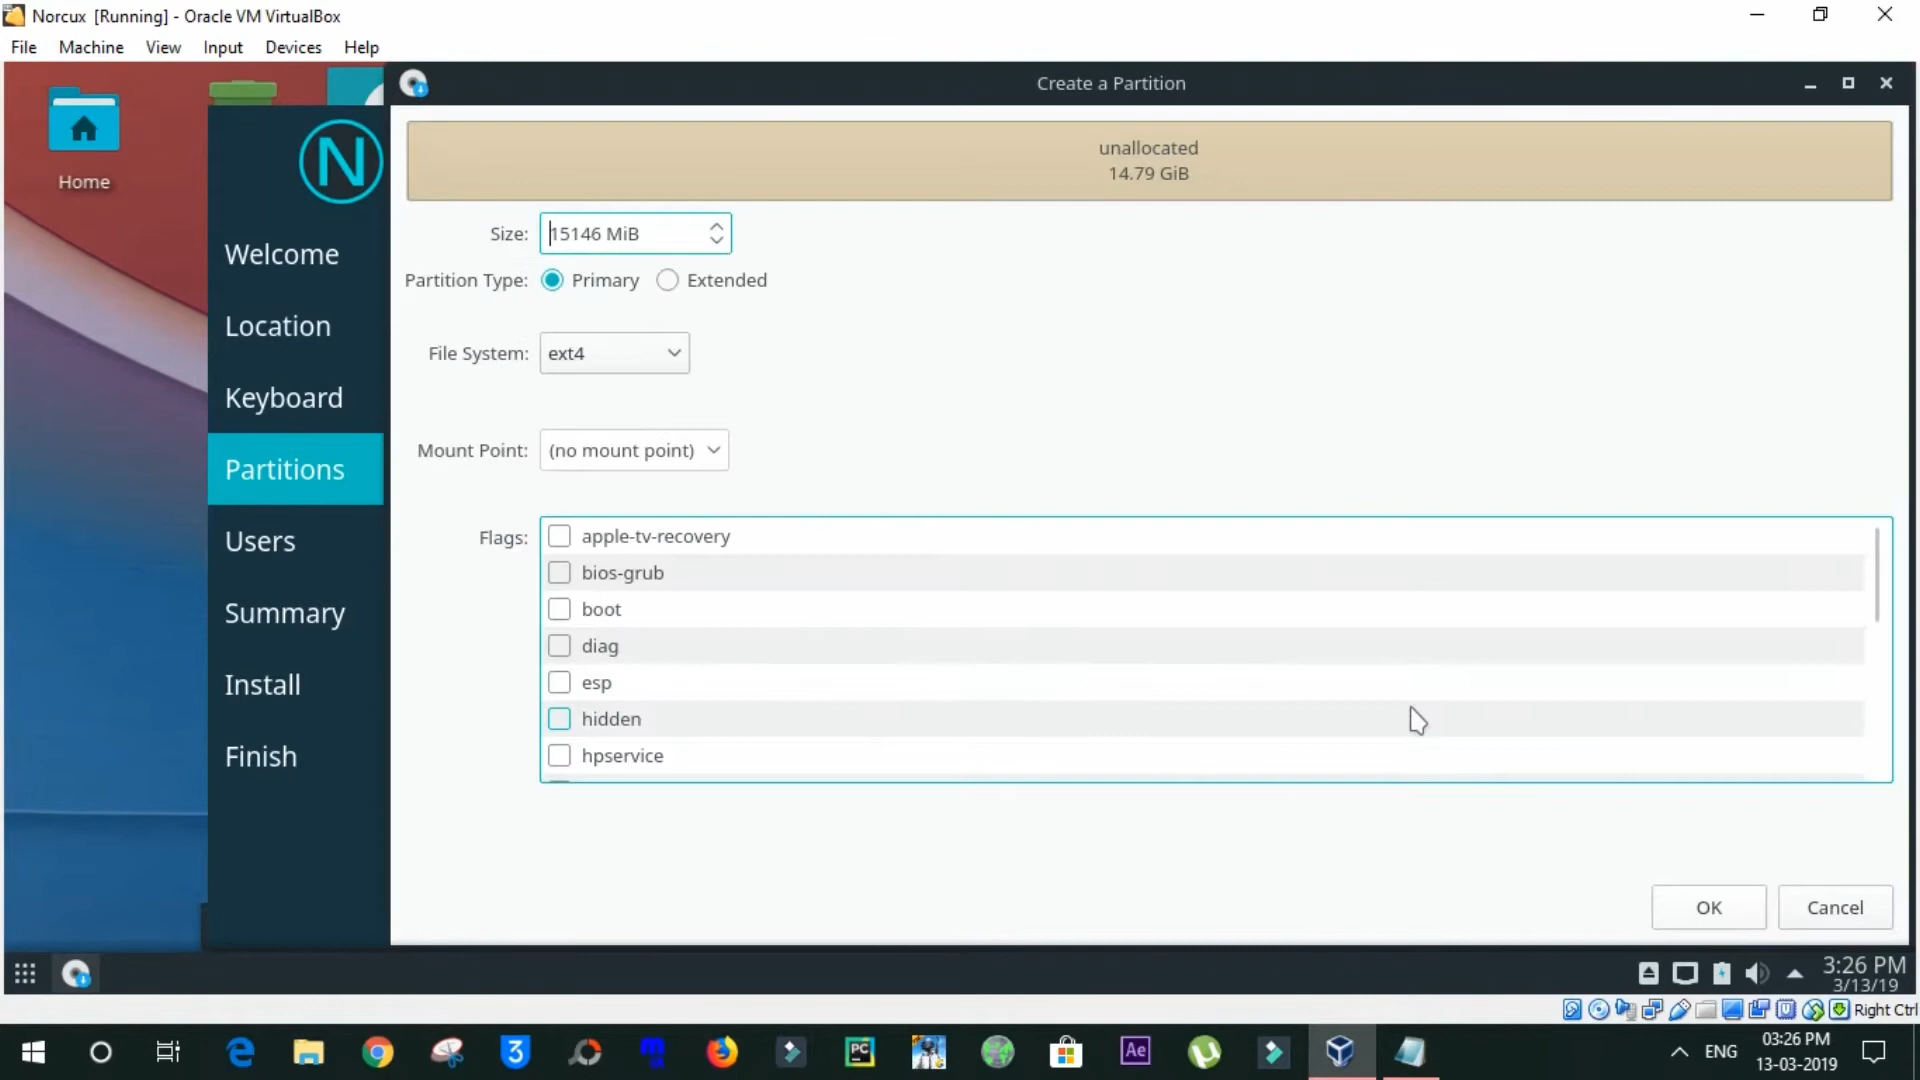 Norcux [Running] - Oracle VM VirtualBox
File Machine View Input Devices Help
Create a Partition
Home
N
unallocated
14.79 GiB
Size: 15146 MiB
Partition Type: Primary Extended
File System: ext4
Mount Point: (no mount point)
Flags: apple-tv-recovery
bios-grub
boot
diag
esp
hidden
hpservice
Welcome
Location
Keyboard
Partitions
Users
Summary
Install
Finish
OK Cancel
3:26 PM
3/13/19
Right Ctrl
3
PC
Ae
ENG
03:26 PM
13-03-2019